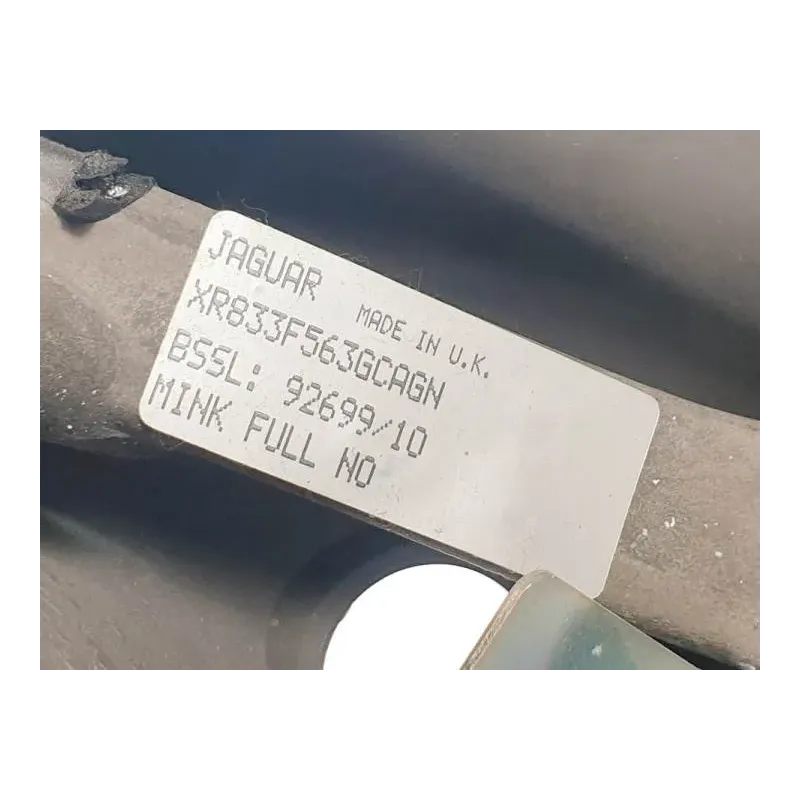 JAGUAR MADE IN U.K.
XR833F563GCAGN
BSSL: 92699/10
MINK FULL NO